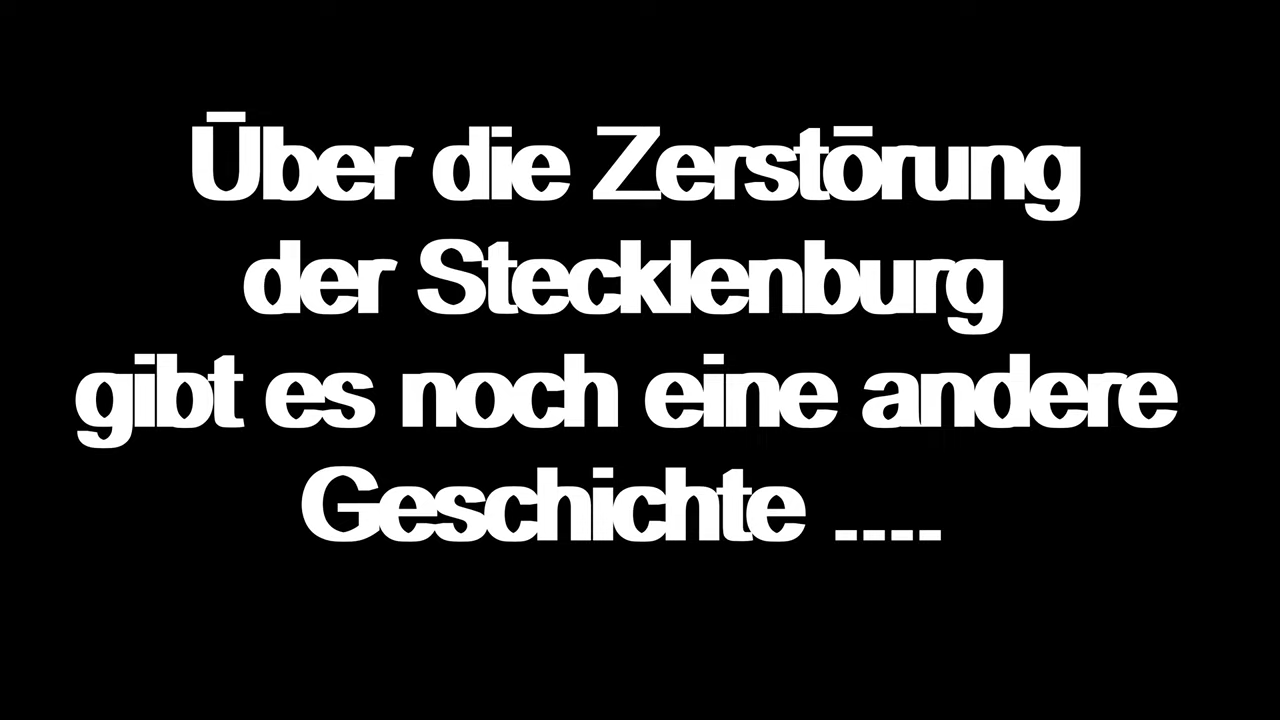 Über die Zerstörung
der Stecklenburg
gibt es noch eine andere
Geschichte ....